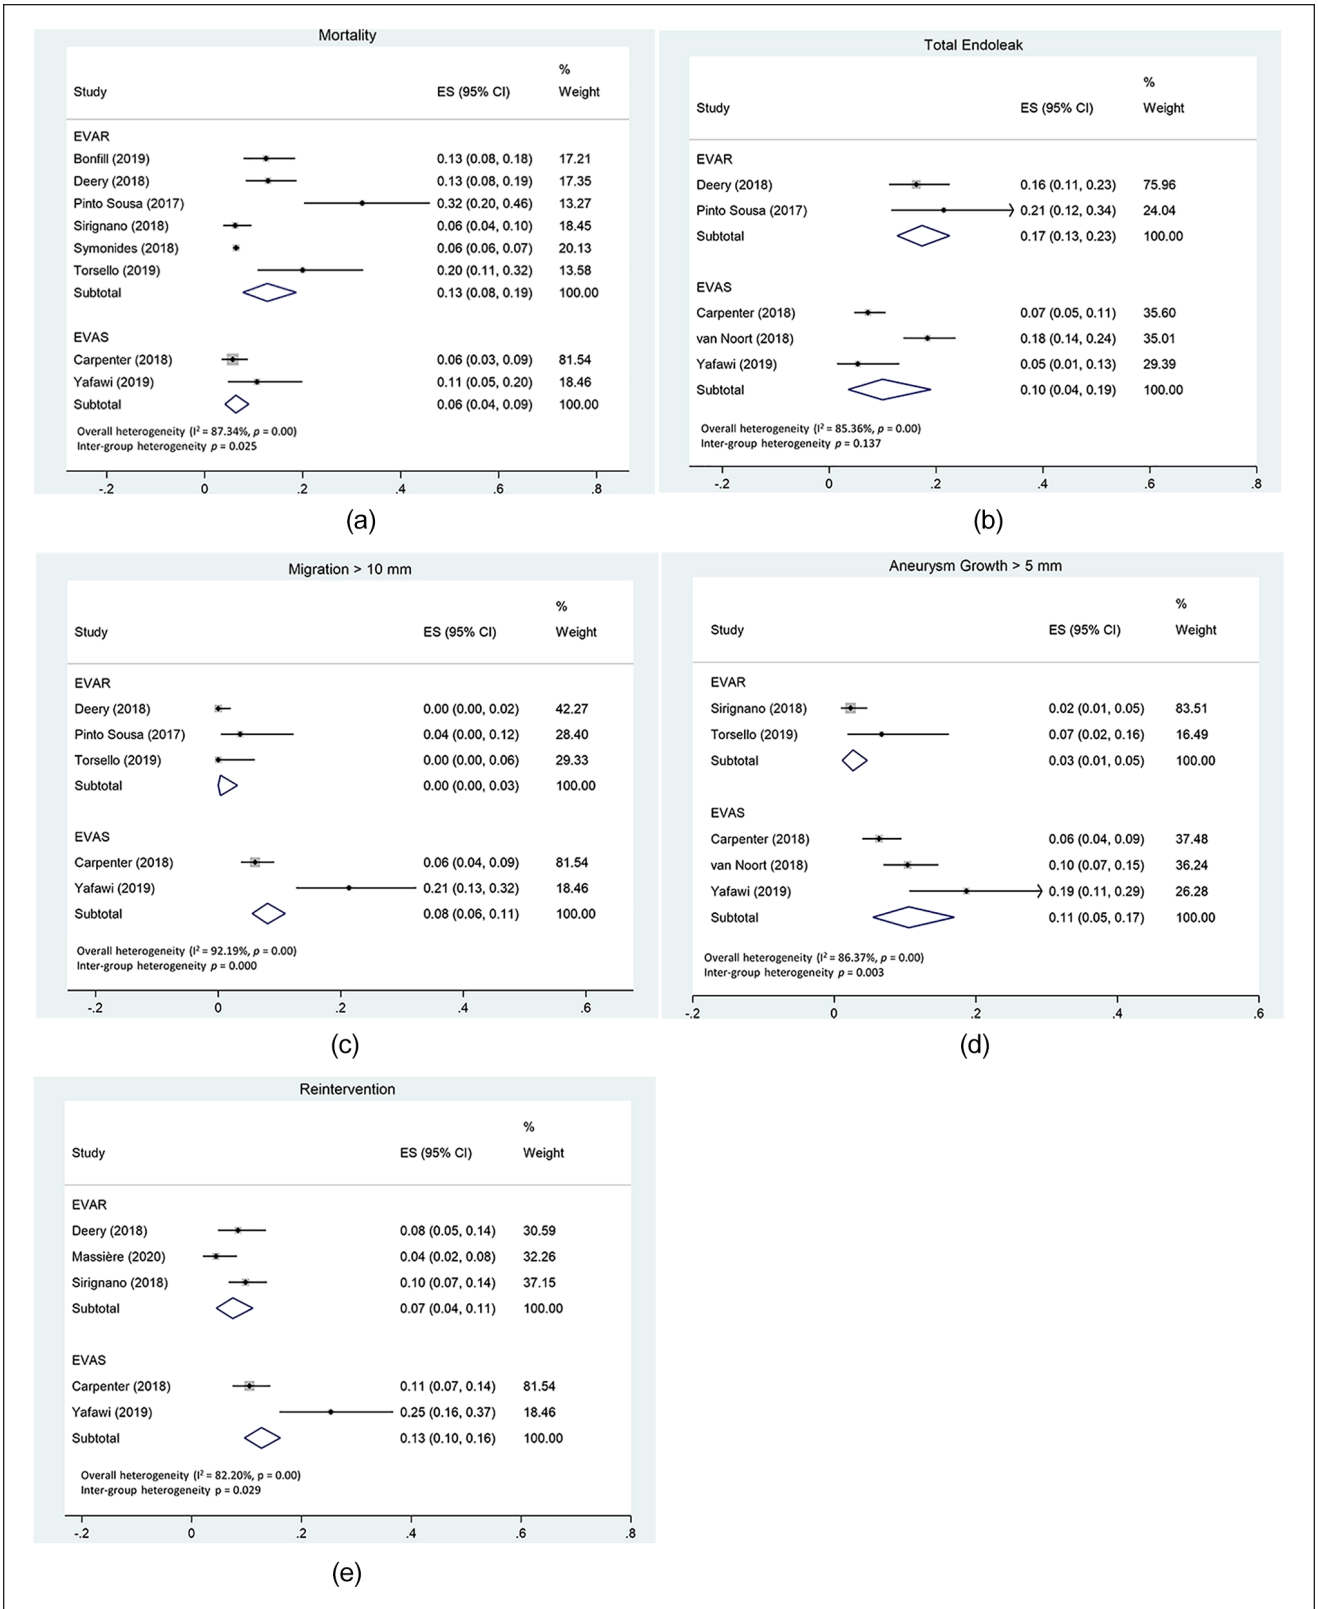 Mortality
%
Study ES (95% CI) Weight
EVAR
Bonfill (2019) 0.13 (0.08, 0.18) 17.21
Deery (2018) 0.13 (0.08, 0.19) 17.35
Pinto Sousa (2017) 0.32 (0.20, 0.46) 13.27
Sirignano (2018) 0.06 (0.04, 0.10) 18.45
Symonides (2018) 0.06 (0.06, 0.07) 20.13
Torsello (2019) 0.20 (0.11, 0.32) 13.58
Subtotal 0.13 (0.08, 0.19) 100.00
EVAS
Carpenter (2018) 0.06 (0.03, 0.09) 81.54
Yafawi (2019) 0.11 (0.05, 0.20) 18.46
Subtotal 0.06 (0.04, 0.09) 100.00
Overall heterogeneity (I² = 87.34%, p = 0.00)
Inter-group heterogeneity p = 0.025
-.2 0 .2 .4 .6 .8
(a)
Total Endoleak
%
Study ES (95% CI) Weight
EVAR
Deery (2018) 0.16 (0.11, 0.23) 75.96
Pinto Sousa (2017) 0.21 (0.12, 0.34) 24.04
Subtotal 0.17 (0.13, 0.23) 100.00
EVAS
Carpenter (2018) 0.07 (0.05, 0.11) 35.60
van Noort (2018) 0.18 (0.14, 0.24) 35.01
Yafawi (2019) 0.05 (0.01, 0.13) 29.39
Subtotal 0.10 (0.04, 0.19) 100.00
Overall heterogeneity (I² = 85.36%, p = 0.00)
Inter-group heterogeneity p = 0.137
-.2 0 .2 .4 .6 .8
(b)
Migration > 10 mm
%
Study ES (95% CI) Weight
EVAR
Deery (2018) 0.00 (0.00, 0.02) 42.27
Pinto Sousa (2017) 0.04 (0.00, 0.12) 28.40
Torsello (2019) 0.00 (0.00, 0.06) 29.33
Subtotal 0.00 (0.00, 0.03) 100.00
EVAS
Carpenter (2018) 0.06 (0.04, 0.09) 81.54
Yafawi (2019) 0.21 (0.13, 0.32) 18.46
Subtotal 0.08 (0.06, 0.11) 100.00
Overall heterogeneity (I² = 92.19%, p = 0.00)
Inter-group heterogeneity p = 0.000
-.2 0 .2 .4 .6
(c)
Aneurysm Growth > 5 mm
%
Study ES (95% CI) Weight
EVAR
Sirignano (2018) 0.02 (0.01, 0.05) 83.51
Torsello (2019) 0.07 (0.02, 0.16) 16.49
Subtotal 0.03 (0.01, 0.05) 100.00
EVAS
Carpenter (2018) 0.06 (0.04, 0.09) 37.48
van Noort (2018) 0.10 (0.07, 0.15) 36.24
Yafawi (2019) 0.19 (0.11, 0.29) 26.28
Subtotal 0.11 (0.05, 0.17) 100.00
Overall heterogeneity (I² = 86.37%, p = 0.00)
Inter-group heterogeneity p = 0.003
-.2 0 .2 .4 .6
(d)
Reintervention
%
Study ES (95% CI) Weight
EVAR
Deery (2018) 0.08 (0.05, 0.14) 30.59
Massière (2020) 0.04 (0.02, 0.08) 32.26
Sirignano (2018) 0.10 (0.07, 0.14) 37.15
Subtotal 0.07 (0.04, 0.11) 100.00
EVAS
Carpenter (2018) 0.11 (0.07, 0.14) 81.54
Yafawi (2019) 0.25 (0.16, 0.37) 18.46
Subtotal 0.13 (0.10, 0.16) 100.00
Overall heterogeneity (I² = 82.20%, p = 0.00)
Inter-group heterogeneity p = 0.029
-.2 0 .2 .4 .6 .8
(e)